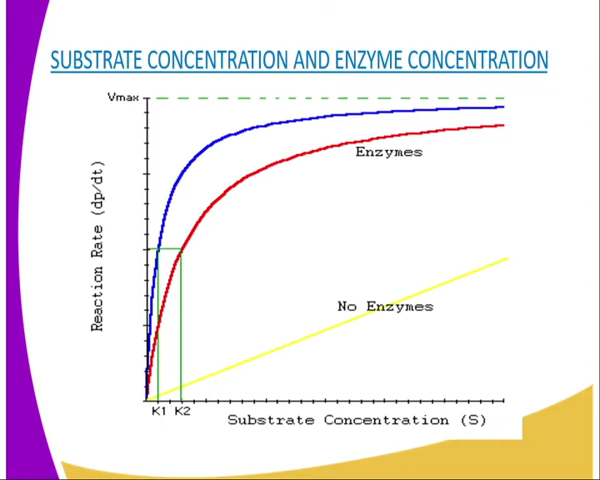 SUBSTRATE CONCENTRATION AND ENZYME CONCENTRATION
Vmax
Enzymes
Reaction Rate (dp/dt)
No Enzymes
K1 K2
Substrate Concentration (S)